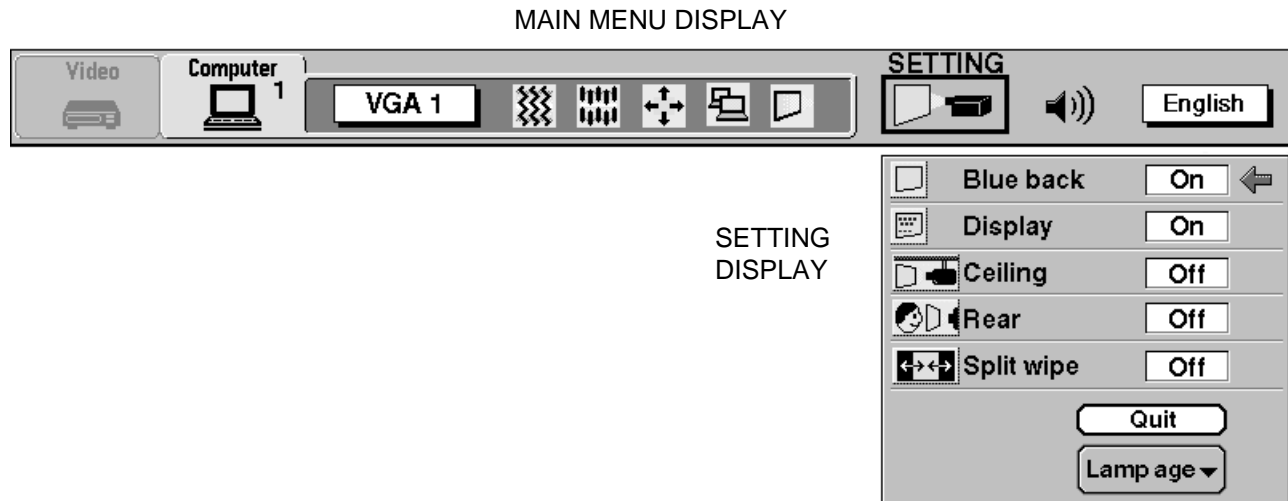 MAIN MENU DISPLAY
Video
Computer
1
VGA 1
SETTING
English
SETTING
DISPLAY
Blue back On
Display On
Ceiling Off
Rear Off
Split wipe Off
Quit
Lamp age